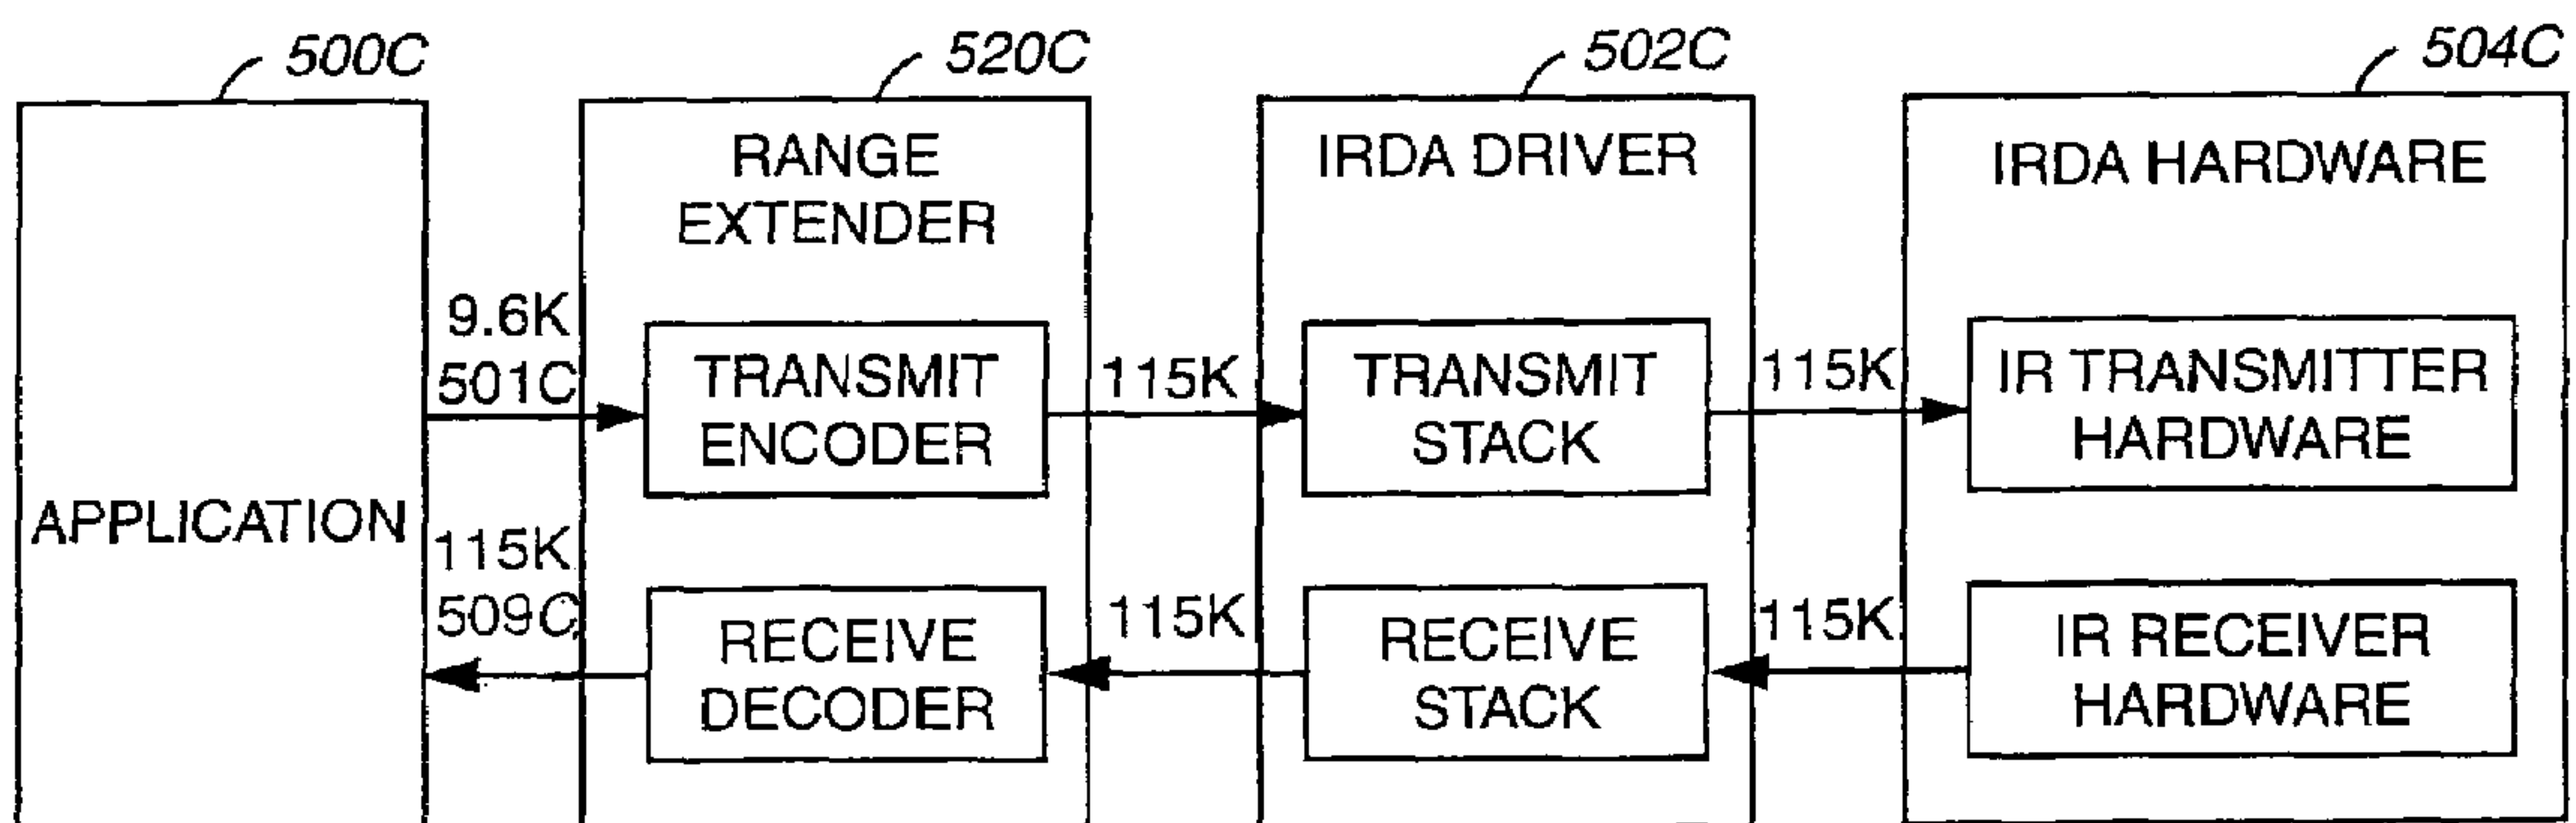 500C
520C
502C
504C
APPLICATION
RANGE
EXTENDER
IRDA DRIVER
IRDA HARDWARE
9.6K
501C
TRANSMIT
ENCODER
115K
TRANSMIT
STACK
115K
IR TRANSMITTER
HARDWARE
115K
509C
RECEIVE
DECODER
115K
RECEIVE
STACK
115K
IR RECEIVER
HARDWARE